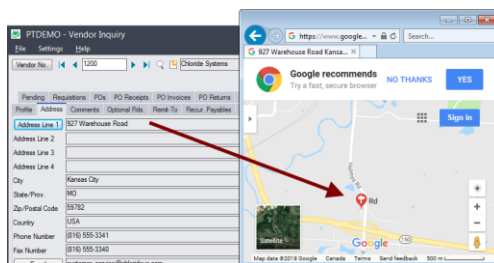 PTDEMO - Vendor Inquiry
File Settings Help
Vendor No. 1200 Chloride Systems
Pending Requisitions POs PO Receipts PO Invoices PO Returns
Profile Address Comments Optional Flds. Remit-To Recur. Payables
Address Line 1 927 Warehouse Road
Address Line 2
Address Line 3
Address Line 4
City Kansas City
State/Prov. MO
Zip/Postal Code 59782
Country USA
Phone Number (816) 555-3341
Fax Number (816) 555-3340
https://www.google... Search...
927 Warehouse Road Kansa...
Google recommends
Try a fast, secure browser
NO THANKS
YES
Sign in
Rd
Satellite
Google
Map data ©2018 Google Canada Terms Send feedback 500 m